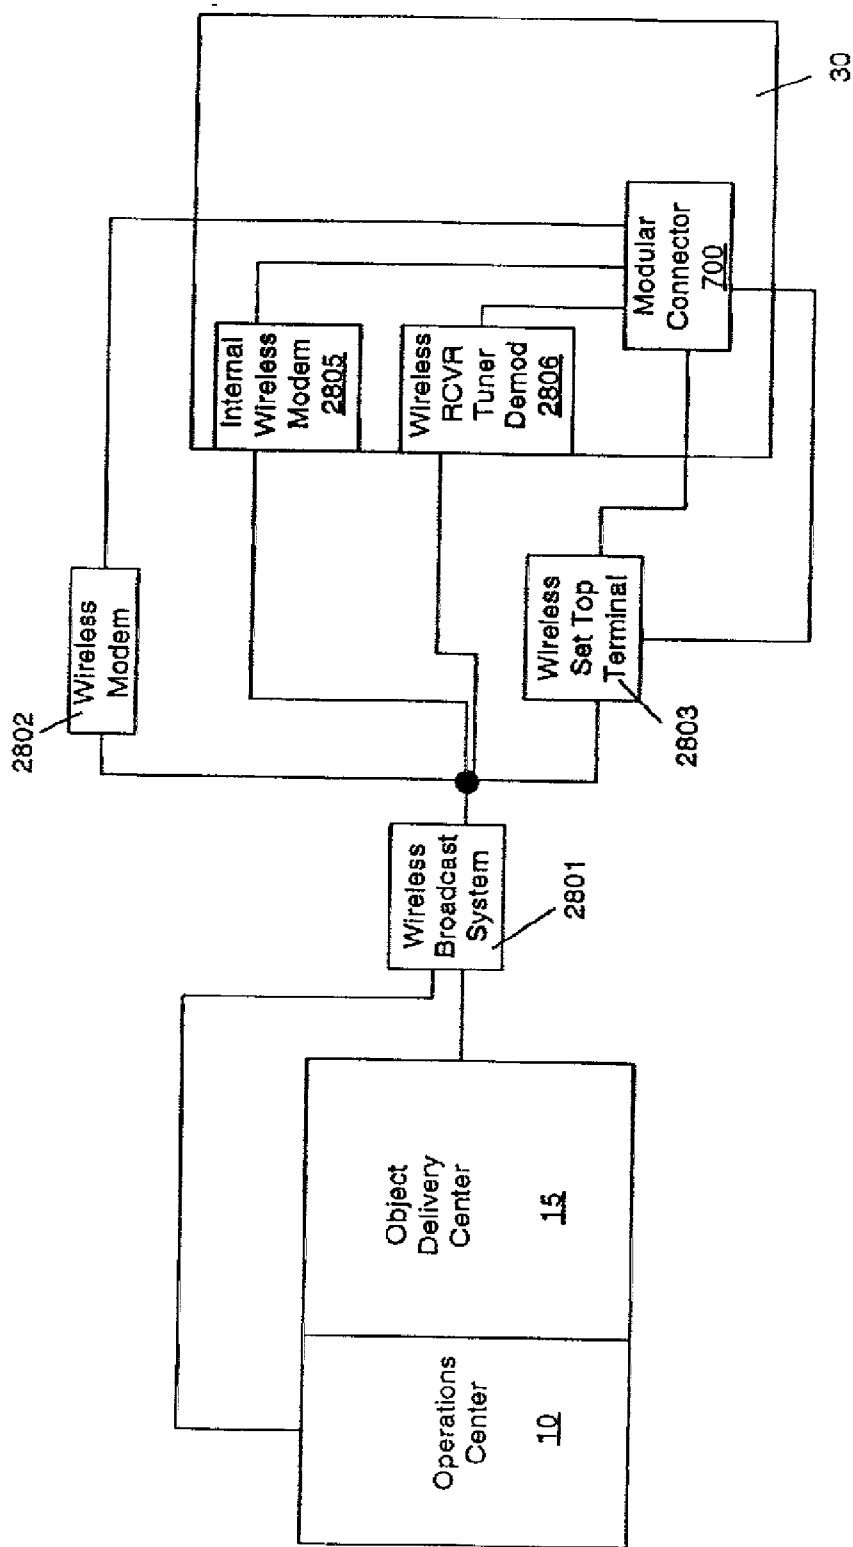 2802
Wireless
Modem
Internal
Wireless
Modem
2805
Wireless
RCVR
Tuner
Demod
2806
Modular
Connector
700
30
Wireless
Set Top
Terminal
2803
Wireless
Broadcast
System
2801
Object
Delivery
Center
15
Operations
Center
10